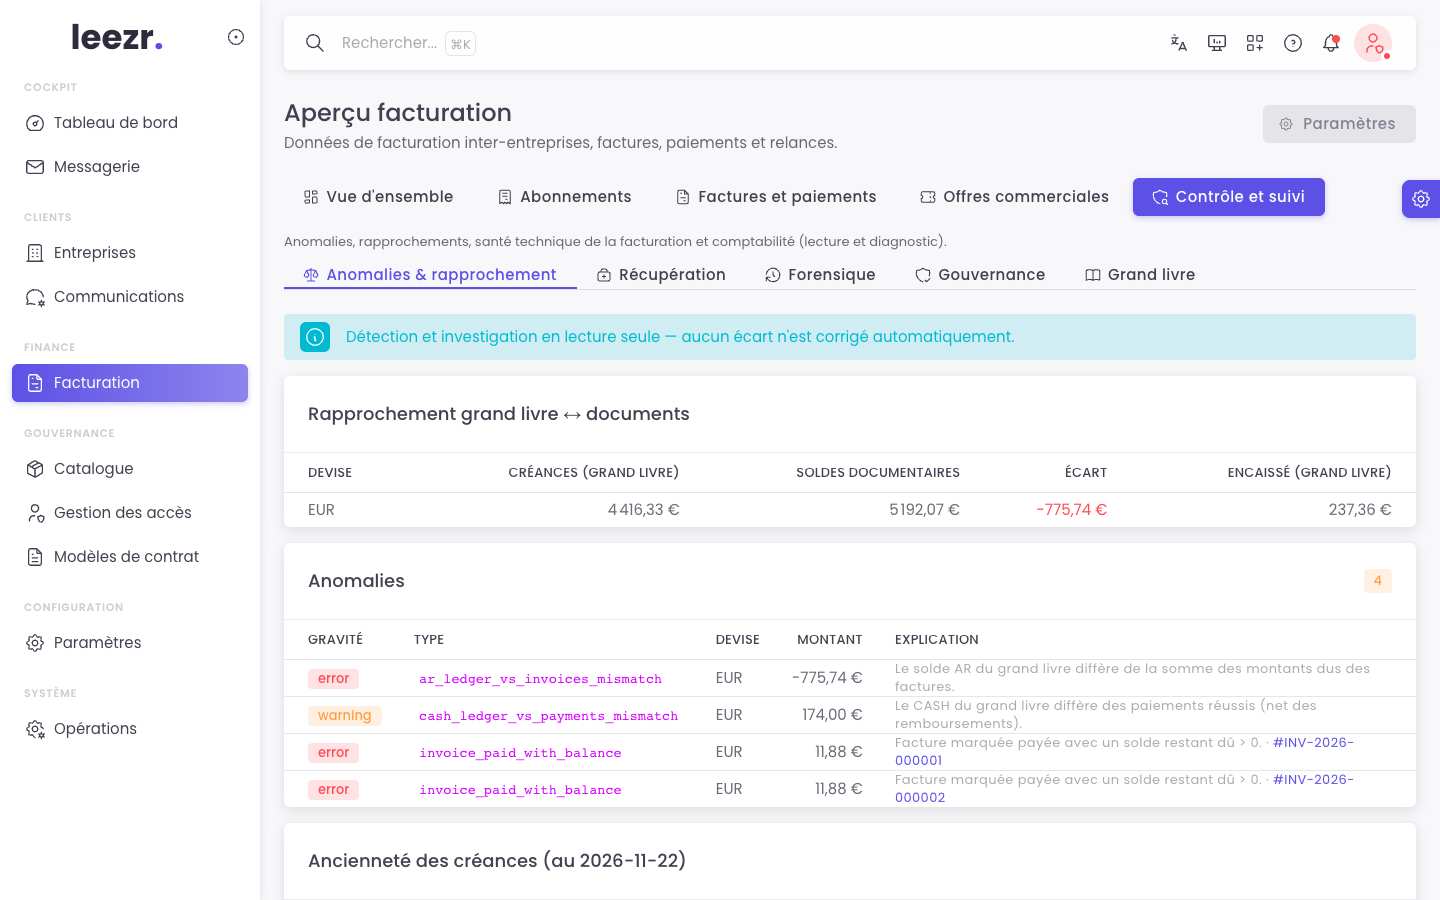 leezr.
COCKPIT
Tableau de bord
Messagerie
CLIENTS
Entreprises
Communications
FINANCE
Facturation
GOUVERNANCE
Catalogue
Gestion des accès
Modèles de contrat
CONFIGURATION
Paramètres
SYSTÈME
Opérations
Rechercher... ⌘K
Aperçu facturation
Données de facturation inter-entreprises, factures, paiements et relances.
Paramètres
Vue d'ensemble Abonnements Factures et paiements Offres commerciales Contrôle et suivi
Anomalies, rapprochements, santé technique de la facturation et comptabilité (lecture et diagnostic).
Anomalies & rapprochement Récupération Forensique Gouvernance Grand livre
Détection et investigation en lecture seule — aucun écart n'est corrigé automatiquement.
Rapprochement grand livre ↔ documents
DEVISE CRÉANCES (GRAND LIVRE) SOLDES DOCUMENTAIRES ÉCART ENCAISSÉ (GRAND LIVRE)
EUR 4 416,33 € 5 192,07 € -775,74 € 237,36 €
Anomalies 4
GRAVITÉ TYPE DEVISE MONTANT EXPLICATION
error ar_ledger_vs_invoices_mismatch EUR -775,74 € Le solde AR du grand livre diffère de la somme des montants dus des
factures.
warning cash_ledger_vs_payments_mismatch EUR 174,00 € Le CASH du grand livre diffère des paiements réussis (net des
remboursements).
error invoice_paid_with_balance EUR 11,88 € Facture marquée payée avec un solde restant dû > 0. · #INV-2026-
000001
error invoice_paid_with_balance EUR 11,88 € Facture marquée payée avec un solde restant dû > 0. · #INV-2026-
000002
Ancienneté des créances (au 2026-11-22)